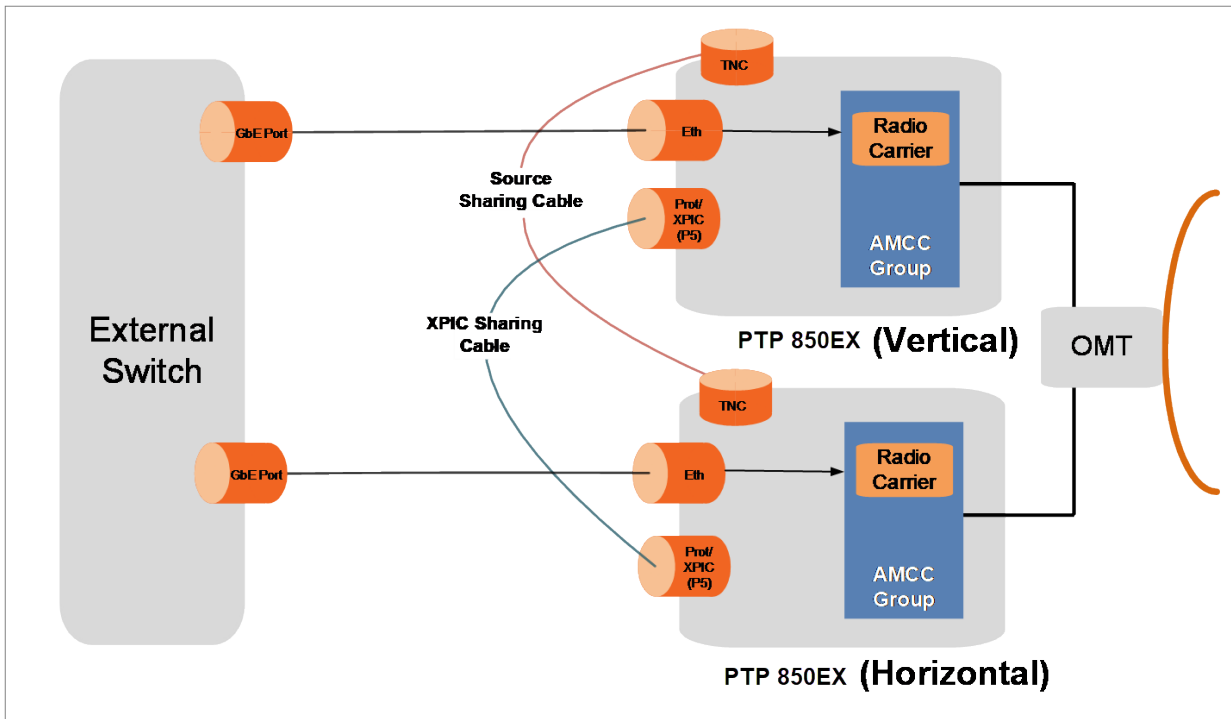 TNC
GbE Port
Eth
Radio
Carrier
Source
Sharing Cable
Prot/
XPIC
(P5)
AMCC
Group
External
Switch
XPIC Sharing
Cable
PTP 850EX (Vertical)
OMT
TNC
GbE Port
Eth
Radio
Carrier
Prot/
XPIC
(P5)
AMCC
Group
PTP 850EX (Horizontal)